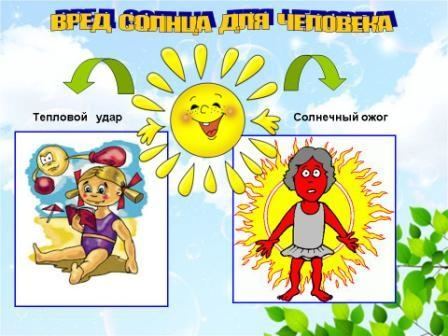 ВРЕД СОЛНЦА ДЛЯ ЧЕЛОВЕКА
Тепловой удар
Солнечный ожог